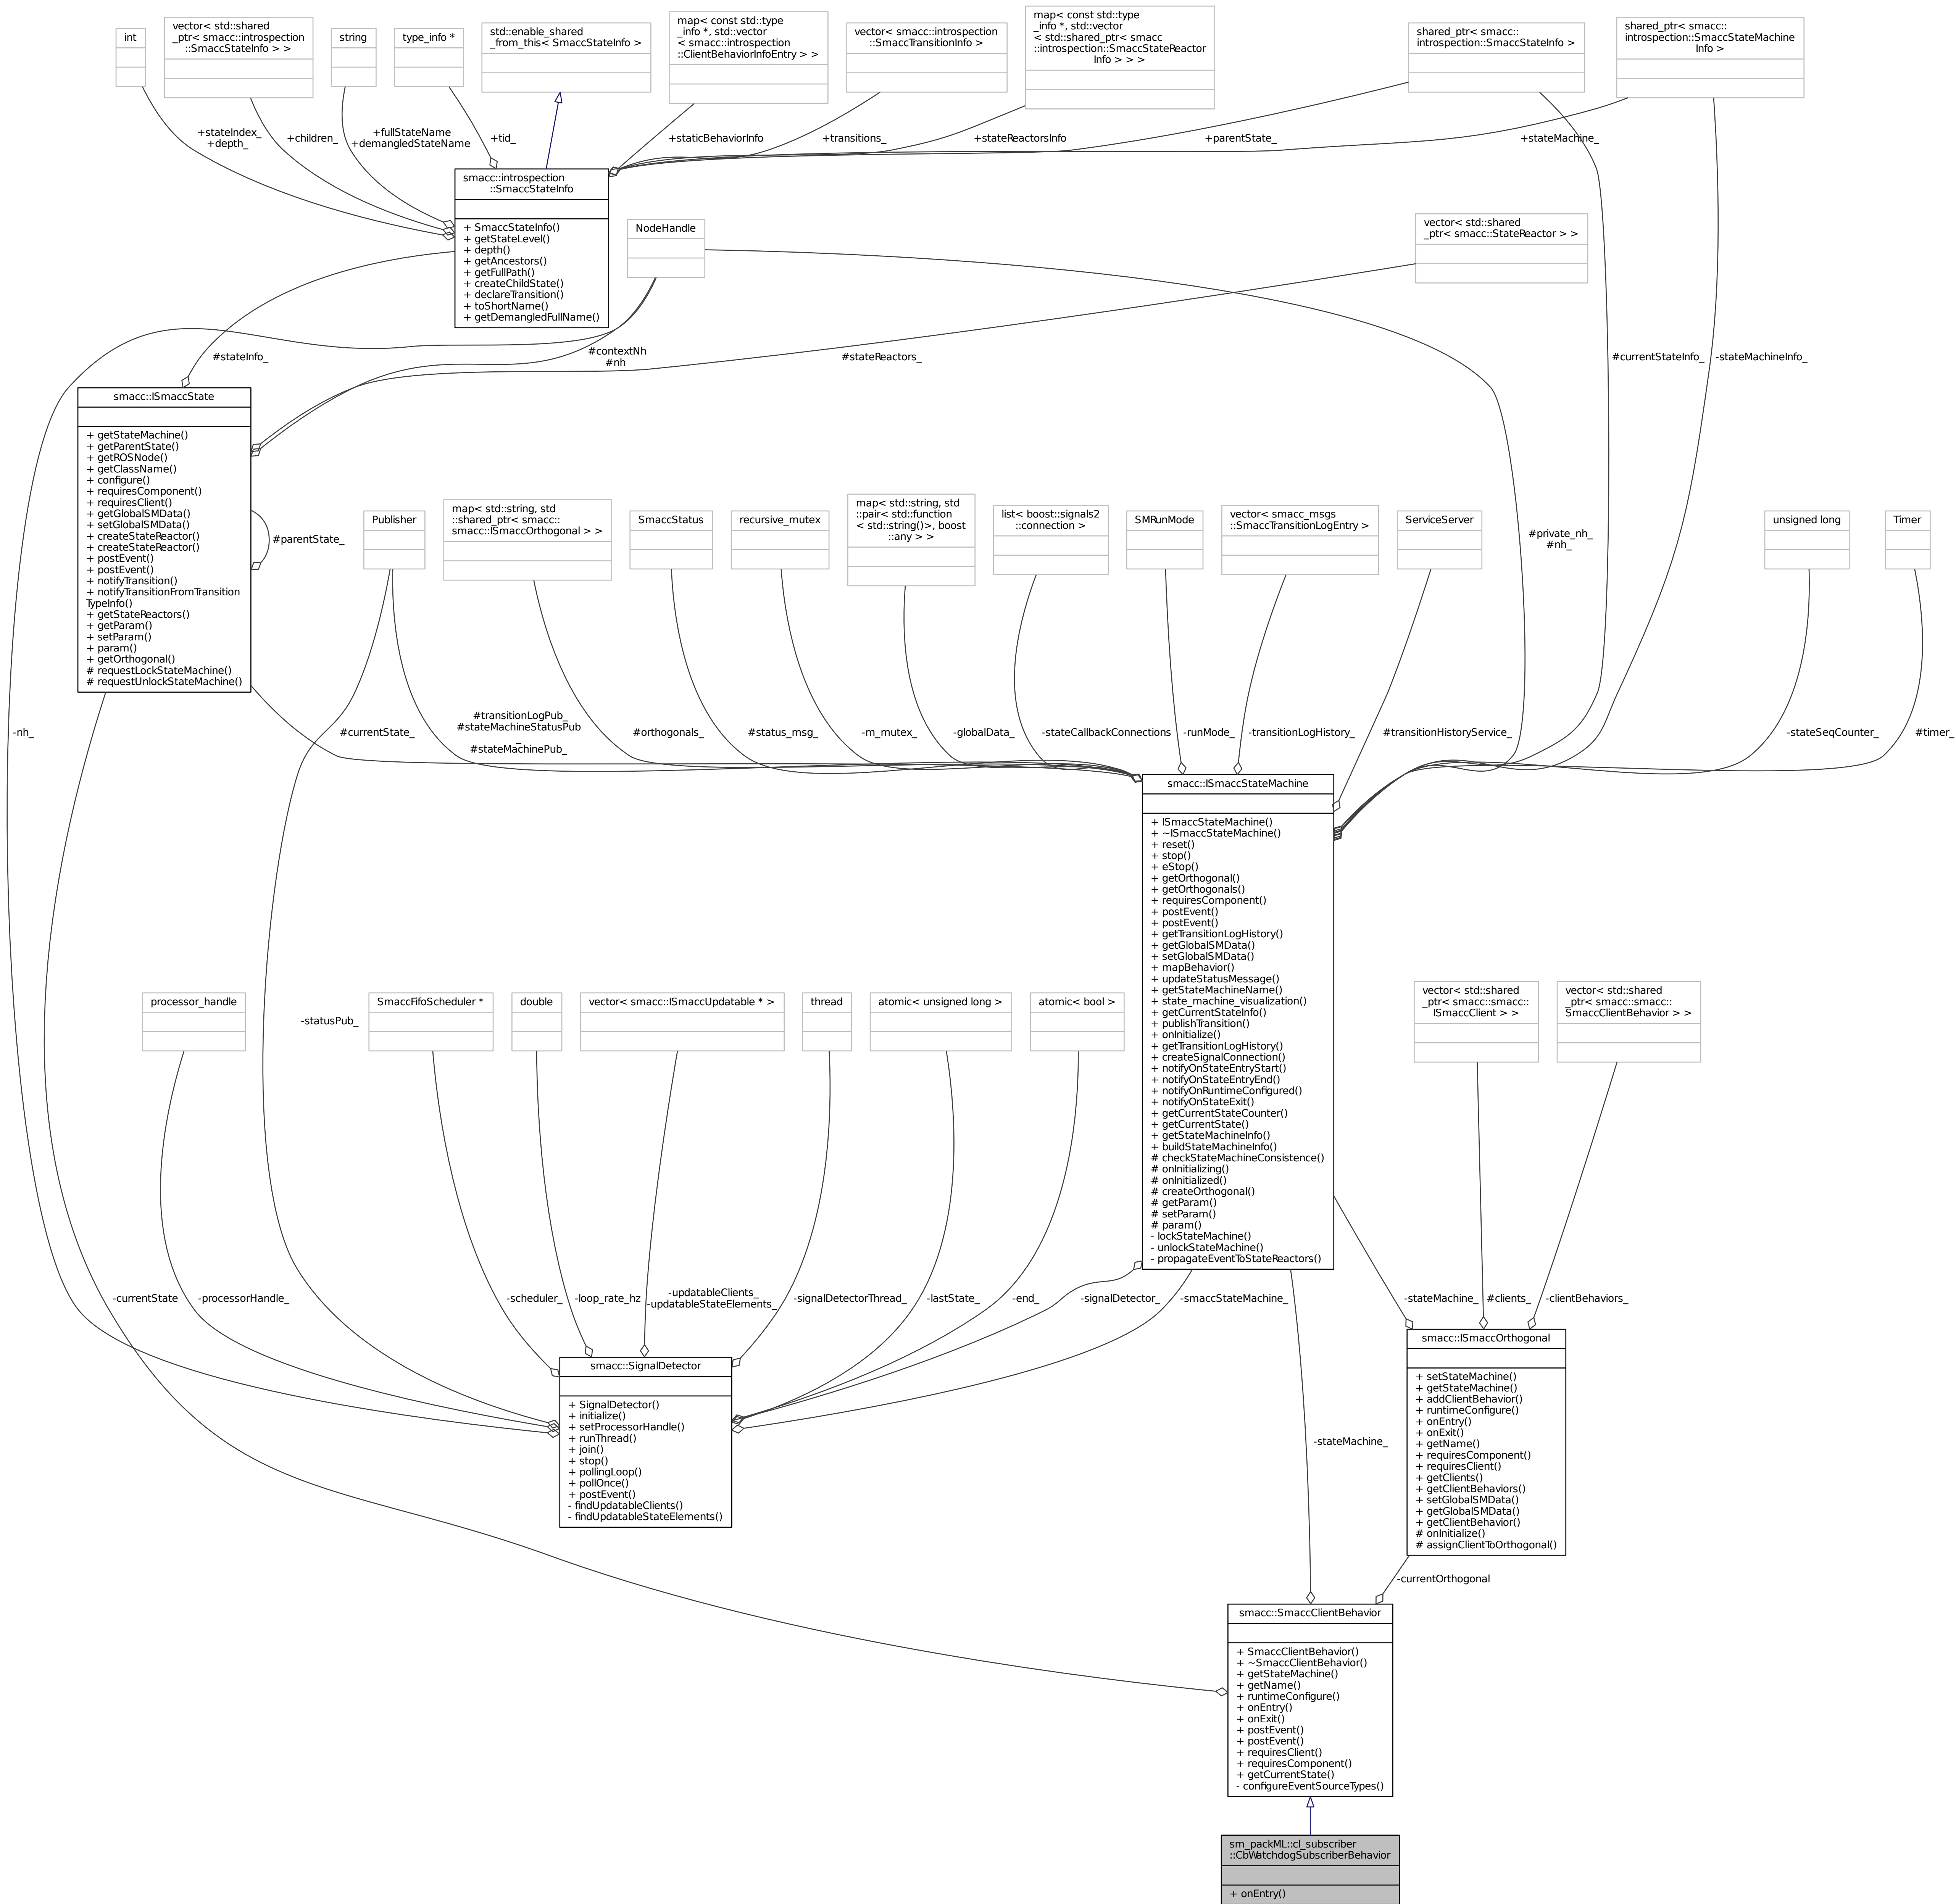 int
vector< std::shared
_ptr< smacc::introspection
::SmaccStateInfo > >
string
type_info *
std::enable_shared
_from_this< SmaccStateInfo >
map< const std::type
_info *, std::vector
< smacc::introspection
::ClientBehaviorInfoEntry > >
vector< smacc::introspection
::SmaccTransitionInfo >
map< const std::type
_info *, std::vector
< std::shared_ptr< smacc
::introspection::SmaccStateReactor
Info > > >
shared_ptr< smacc::
introspection::SmaccStateInfo >
shared_ptr< smacc::
introspection::SmaccStateMachine
Info >
+stateIndex_
+depth_
+children_
+fullStateName
+demangledStateName
+tid_
+staticBehaviorInfo
+transitions_
+stateReactorsInfo
+parentState_
+stateMachine_
smacc::introspection
::SmaccStateInfo
+ SmaccStateInfo()
+ getStateLevel()
+ depth()
+ getAncestors()
+ getFullPath()
+ createChildState()
+ declareTransition()
+ toShortName()
+ getDemangledFullName()
NodeHandle
vector< std::shared
_ptr< smacc::StateReactor > >
#stateInfo_
#contextNh
#nh
#stateReactors_
#currentStateInfo_
-stateMachineInfo_
smacc::ISmaccState
+ getStateMachine()
+ getParentState()
+ getROSNode()
+ getClassName()
+ configure()
+ requiresComponent()
+ requiresClient()
+ getGlobalSMData()
+ setGlobalSMData()
+ createStateReactor()
+ createStateReactor()
+ postEvent()
+ postEvent()
+ notifyTransition()
+ notifyTransitionFromTransition
TypeInfo()
+ getStateReactors()
+ getParam()
+ setParam()
+ param()
+ getOrthogonal()
# requestLockStateMachine()
# requestUnlockStateMachine()
#parentState_
Publisher
map< std::string, std
::shared_ptr< smacc::
smacc::ISmaccOrthogonal > >
SmaccStatus
recursive_mutex
map< std::string, std
::pair< std::function
< std::string()>, boost
::any > >
list< boost::signals2
::connection >
SMRunMode
vector< smacc_msgs
::SmaccTransitionLogEntry >
ServiceServer
#private_nh_
#nh_
unsigned long
Timer
-nh_
#currentState_
#transitionLogPub_
#stateMachineStatusPub
_
#stateMachinePub_
#orthogonals_
#status_msg_
-m_mutex_
-globalData_
-stateCallbackConnections
-runMode_
-transitionLogHistory_
#transitionHistoryService_
-stateSeqCounter_
#timer_
smacc::ISmaccStateMachine
+ ISmaccStateMachine()
+ ~ISmaccStateMachine()
+ reset()
+ stop()
+ eStop()
+ getOrthogonal()
+ getOrthogonals()
+ requiresComponent()
+ postEvent()
+ postEvent()
+ getTransitionLogHistory()
+ getGlobalSMData()
+ setGlobalSMData()
+ mapBehavior()
+ updateStatusMessage()
+ getStateMachineName()
+ state_machine_visualization()
+ getCurrentStateInfo()
+ publishTransition()
+ onInitialize()
+ getTransitionLogHistory()
+ createSignalConnection()
+ notifyOnStateEntryStart()
+ notifyOnStateEntryEnd()
+ notifyOnRuntimeConfigured()
+ notifyOnStateExit()
+ getCurrentStateCounter()
+ getCurrentState()
+ getStateMachineInfo()
+ buildStateMachineInfo()
# checkStateMachineConsistence()
# onInitializing()
# onInitialized()
# createOrthogonal()
# getParam()
# setParam()
# param()
- lockStateMachine()
- unlockStateMachine()
- propagateEventToStateReactors()
processor_handle
-statusPub_
SmaccFifoScheduler *
double
vector< smacc::ISmaccUpdatable * >
thread
atomic< unsigned long >
atomic< bool >
vector< std::shared
_ptr< smacc::smacc::
ISmaccClient > >
vector< std::shared
_ptr< smacc::smacc::
SmaccClientBehavior > >
-currentState
-processorHandle_
-scheduler_
-loop_rate_hz
-updatableClients_
-updatableStateElements_
-signalDetectorThread_
-lastState_
-end_
-signalDetector_
-smaccStateMachine_
-stateMachine_
#clients_
-clientBehaviors_
smacc::SignalDetector
+ SignalDetector()
+ initialize()
+ setProcessorHandle()
+ runThread()
+ join()
+ stop()
+ pollingLoop()
+ pollOnce()
+ postEvent()
- findUpdatableClients()
- findUpdatableStateElements()
smacc::ISmaccOrthogonal
+ setStateMachine()
+ getStateMachine()
+ addClientBehavior()
+ runtimeConfigure()
+ onEntry()
+ onExit()
+ getName()
+ requiresComponent()
+ requiresClient()
+ getClients()
+ getClientBehaviors()
+ setGlobalSMData()
+ getGlobalSMData()
+ getClientBehavior()
# onInitialize()
# assignClientToOrthogonal()
-stateMachine_
-currentOrthogonal
smacc::SmaccClientBehavior
+ SmaccClientBehavior()
+ ~SmaccClientBehavior()
+ getStateMachine()
+ getName()
+ runtimeConfigure()
+ onEntry()
+ onExit()
+ postEvent()
+ postEvent()
+ requiresClient()
+ requiresComponent()
+ getCurrentState()
- configureEventSourceTypes()
sm_packML::cl_subscriber
::CbWatchdogSubscriberBehavior
+ onEntry()